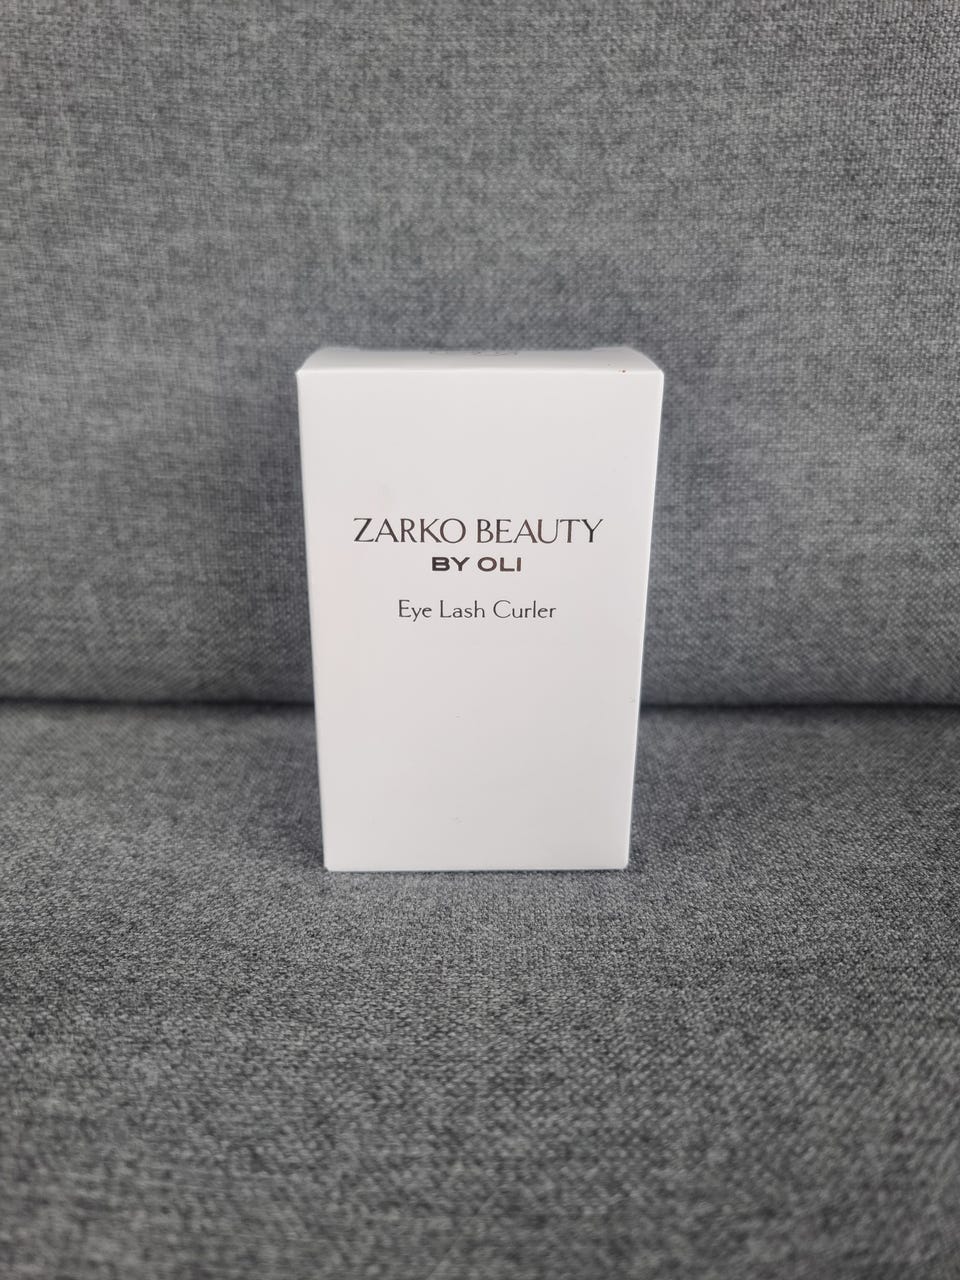 ZARKO BEAUTY
BY OLI
Eye Lash Curler